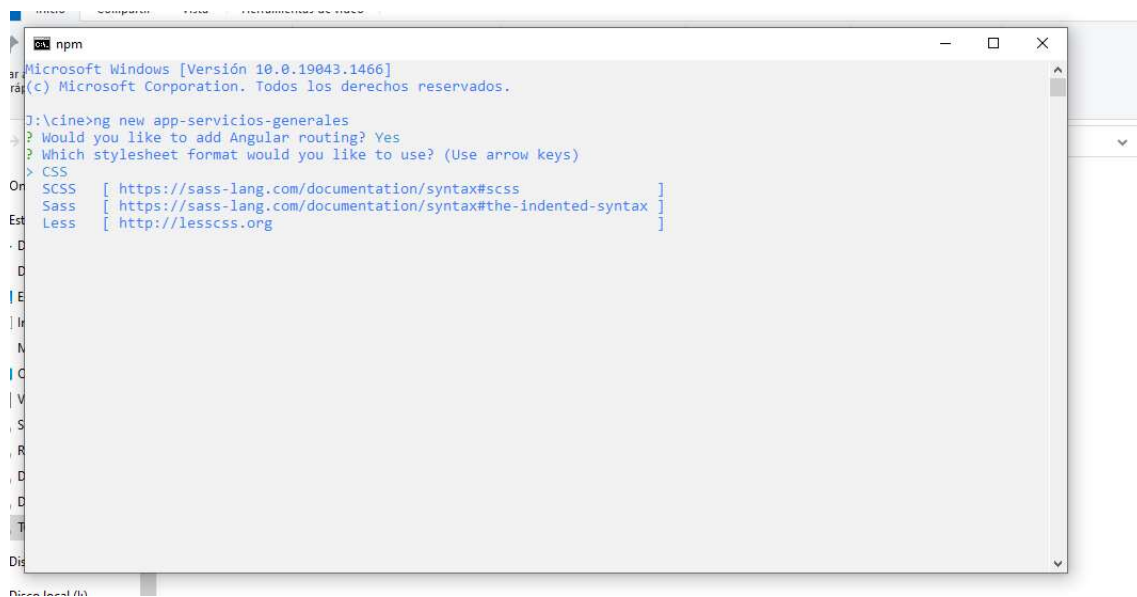 npm
Microsoft Windows [Versión 10.0.19043.1466]
(c) Microsoft Corporation. Todos los derechos reservados.
J:\cine>ng new app-servicios-generales
? Would you like to add Angular routing? Yes
? Which stylesheet format would you like to use? (Use arrow keys)
> CSS
SCSS [ https://sass-lang.com/documentation/syntax#scss ]
Sass [ https://sass-lang.com/documentation/syntax#the-indented-syntax ]
Less [ http://lesscss.org ]